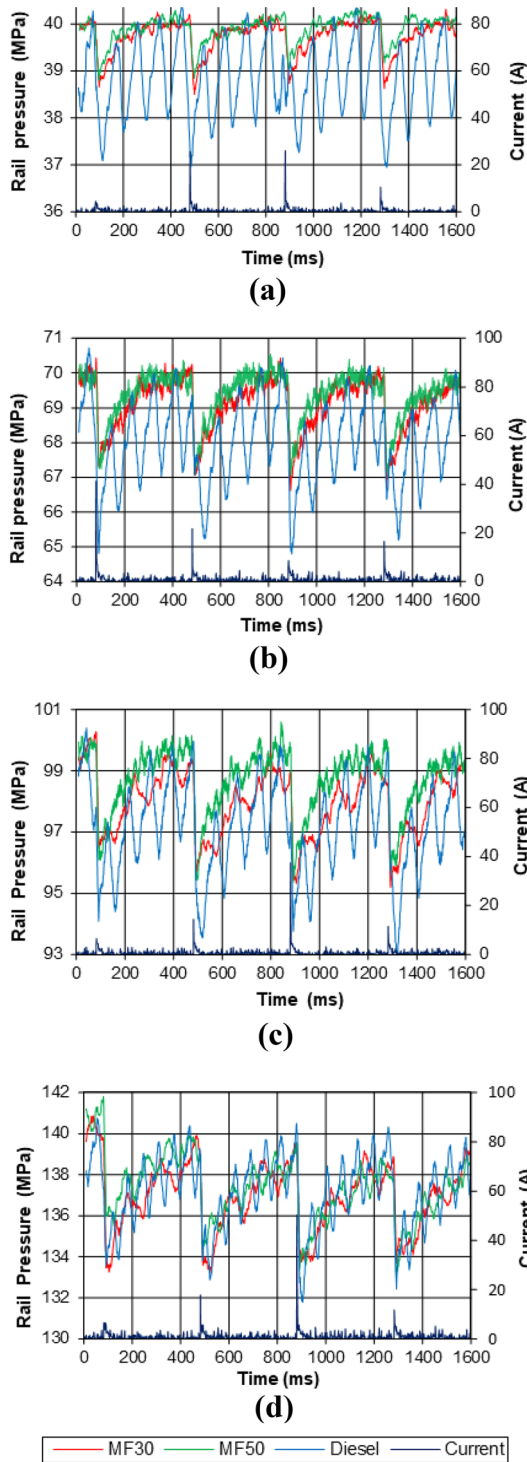 Rail pressure (MPa)
40
39
38
37
36
80
60
40
20
0
Current (A)
0 200 400 600 800 1000 1200 1400 1600
Time (ms)
(a)
Rail pressure (MPa)
71
70
69
68
67
66
65
64
100
80
60
40
20
0
Current (A)
0 200 400 600 800 1000 1200 1400 1600
Time (ms)
(b)
Rail Pressure (MPa)
101
99
97
95
93
100
80
60
40
20
0
Current (A)
0 200 400 600 800 1000 1200 1400 1600
Time (ms)
(c)
Rail Pressure (MPa)
142
140
138
136
134
132
130
100
80
60
40
20
0
Current (A)
0 200 400 600 800 1000 1200 1400 1600
Time (ms)
(d)
MF30 MF50 Diesel Current